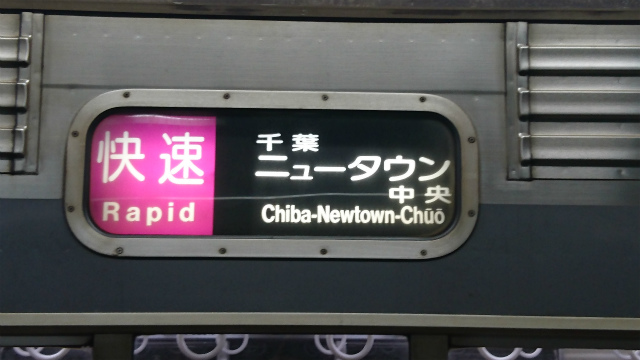 快速
Rapid
千葉
ニュータウン
中央
Chiba-Newtown-Chūō